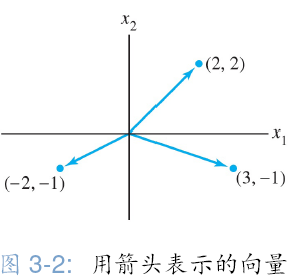 x₂
(2, 2)
x₁
(−2, −1)
(3, −1)
图 3-2: 用箭头表示的向量